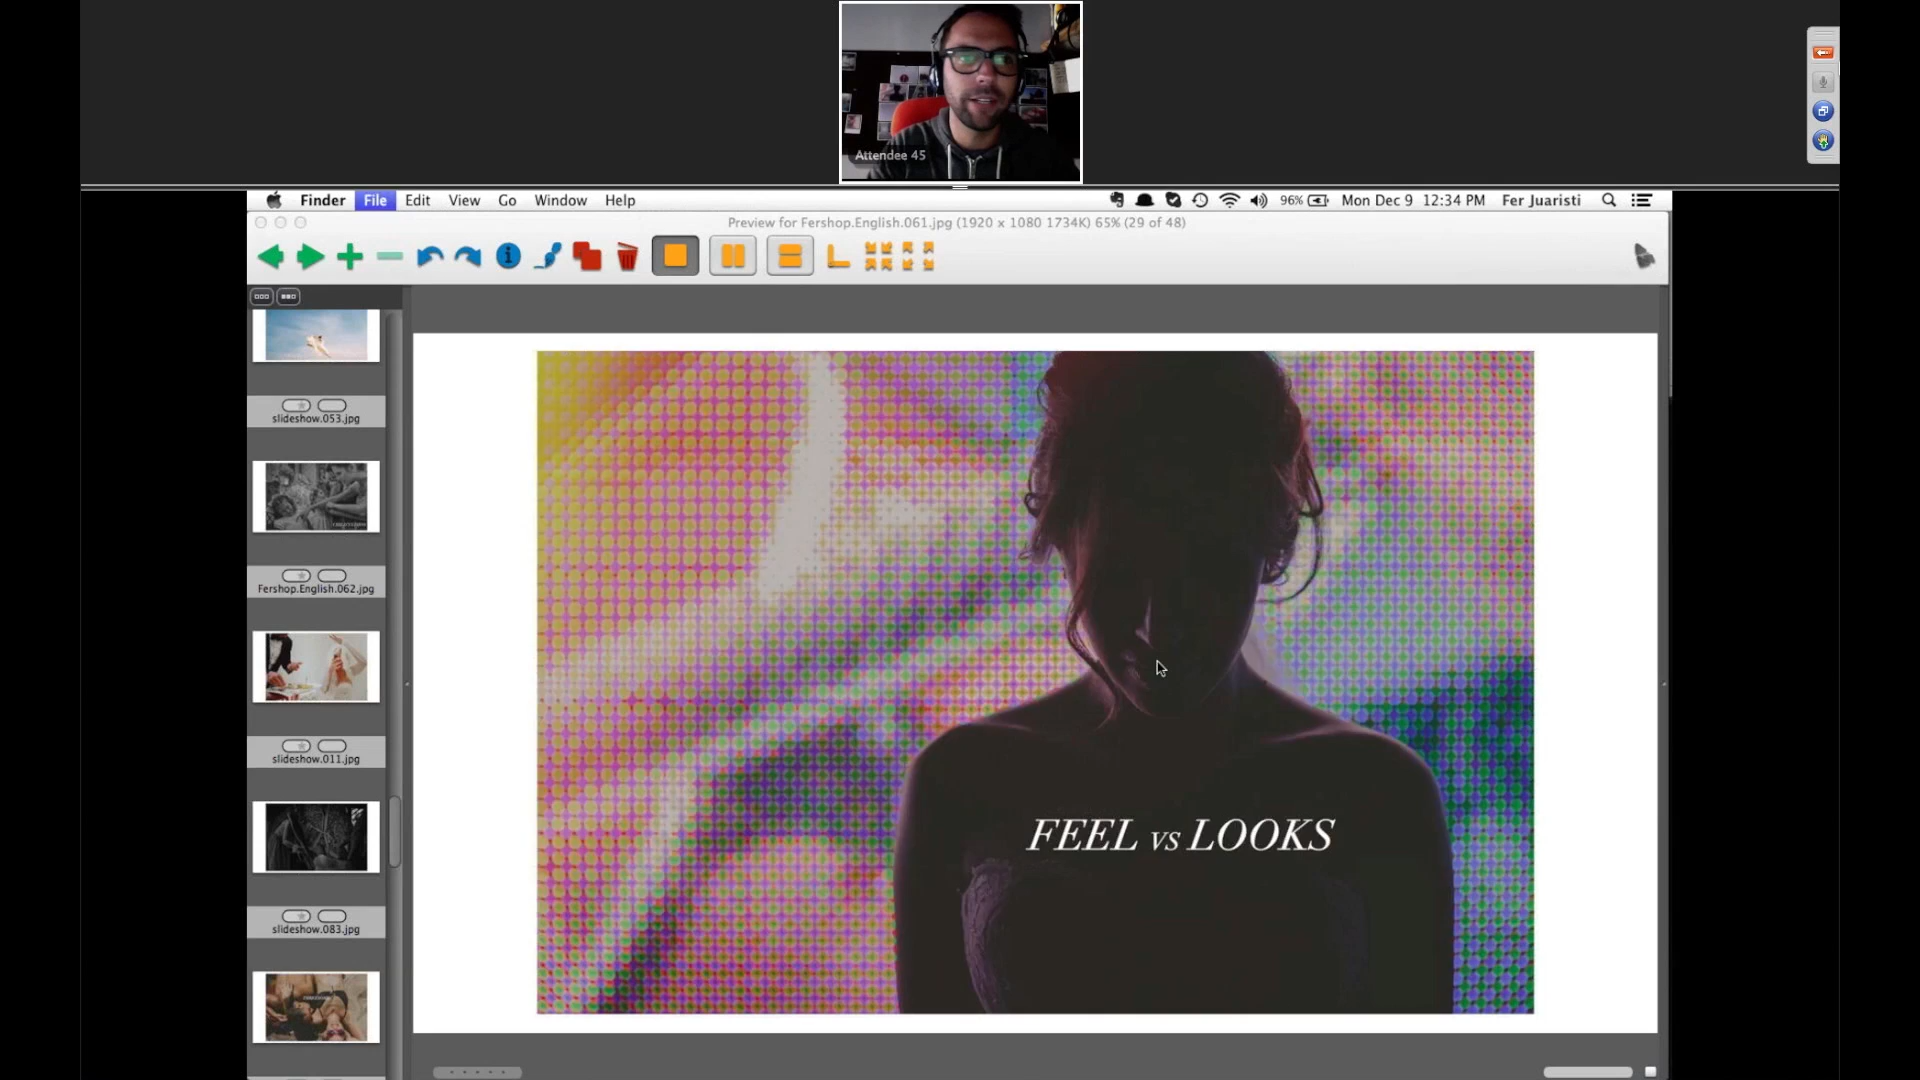 Attendee 45
Finder File Edit View Go Window Help 96% Mon Dec 9 12:34 PM Fer Juaristi
Preview for Fershop.English.061.jpg (1920 x 1080 1734K) 65% (29 of 48)
slideshow.053.jpg
Fershop.English.062.jpg
slideshow.011.jpg
slideshow.083.jpg
FEEL vs LOOKS